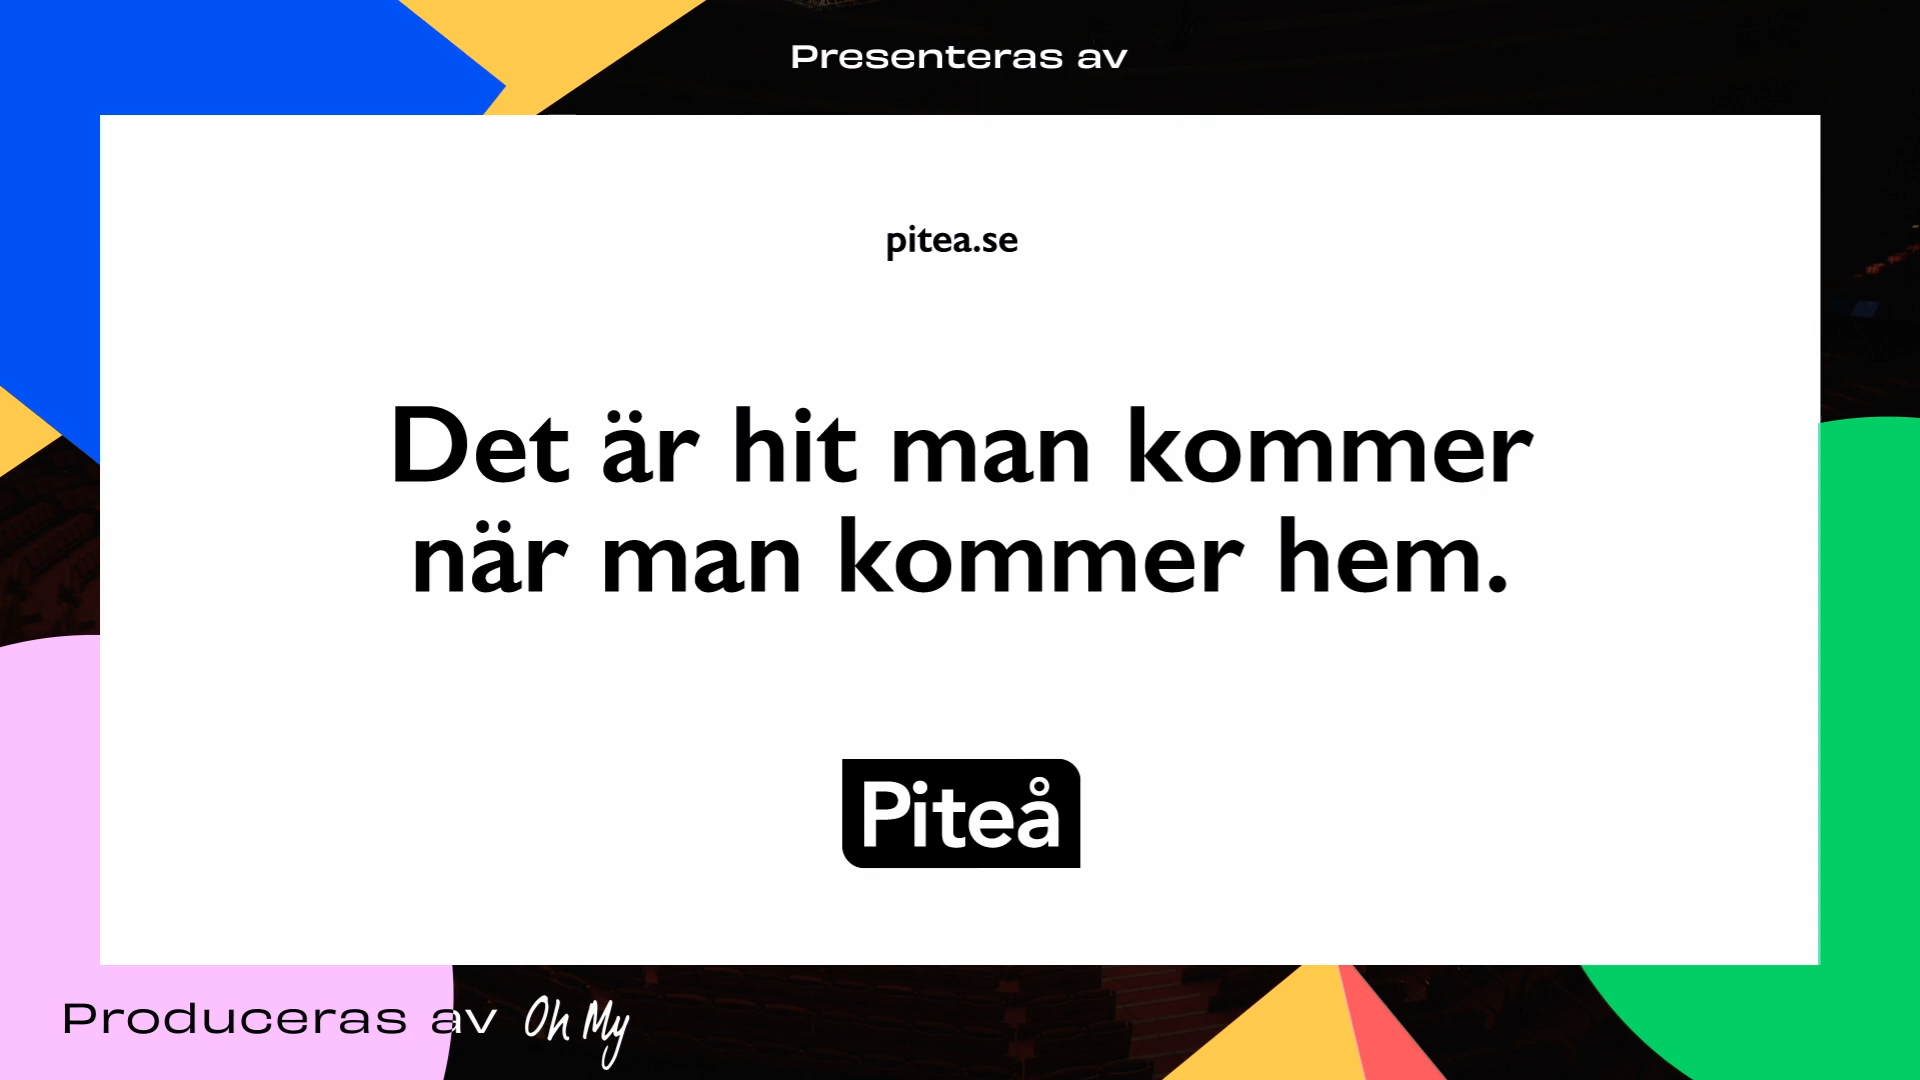 Presenteras av
pitea.se
Det är hit man kommer
när man kommer hem.
Piteå
Produceras av Oh My